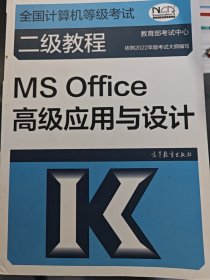 全国计算机等级考试
NCRE
二级教程
教育部考试中心
依照2022年版考试大纲编写
MS Office
高级应用与设计
高等教育出版社
K